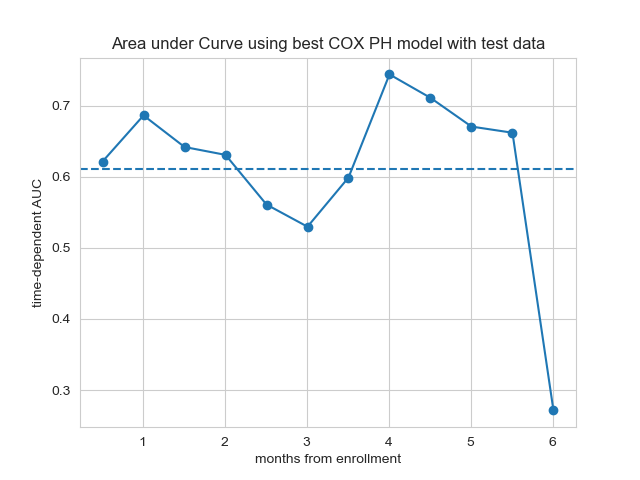 Area under Curve using best COX PH model with test data
time-dependent AUC
0.7
0.6
0.5
0.4
0.3
1 2 3 4 5 6
months from enrollment